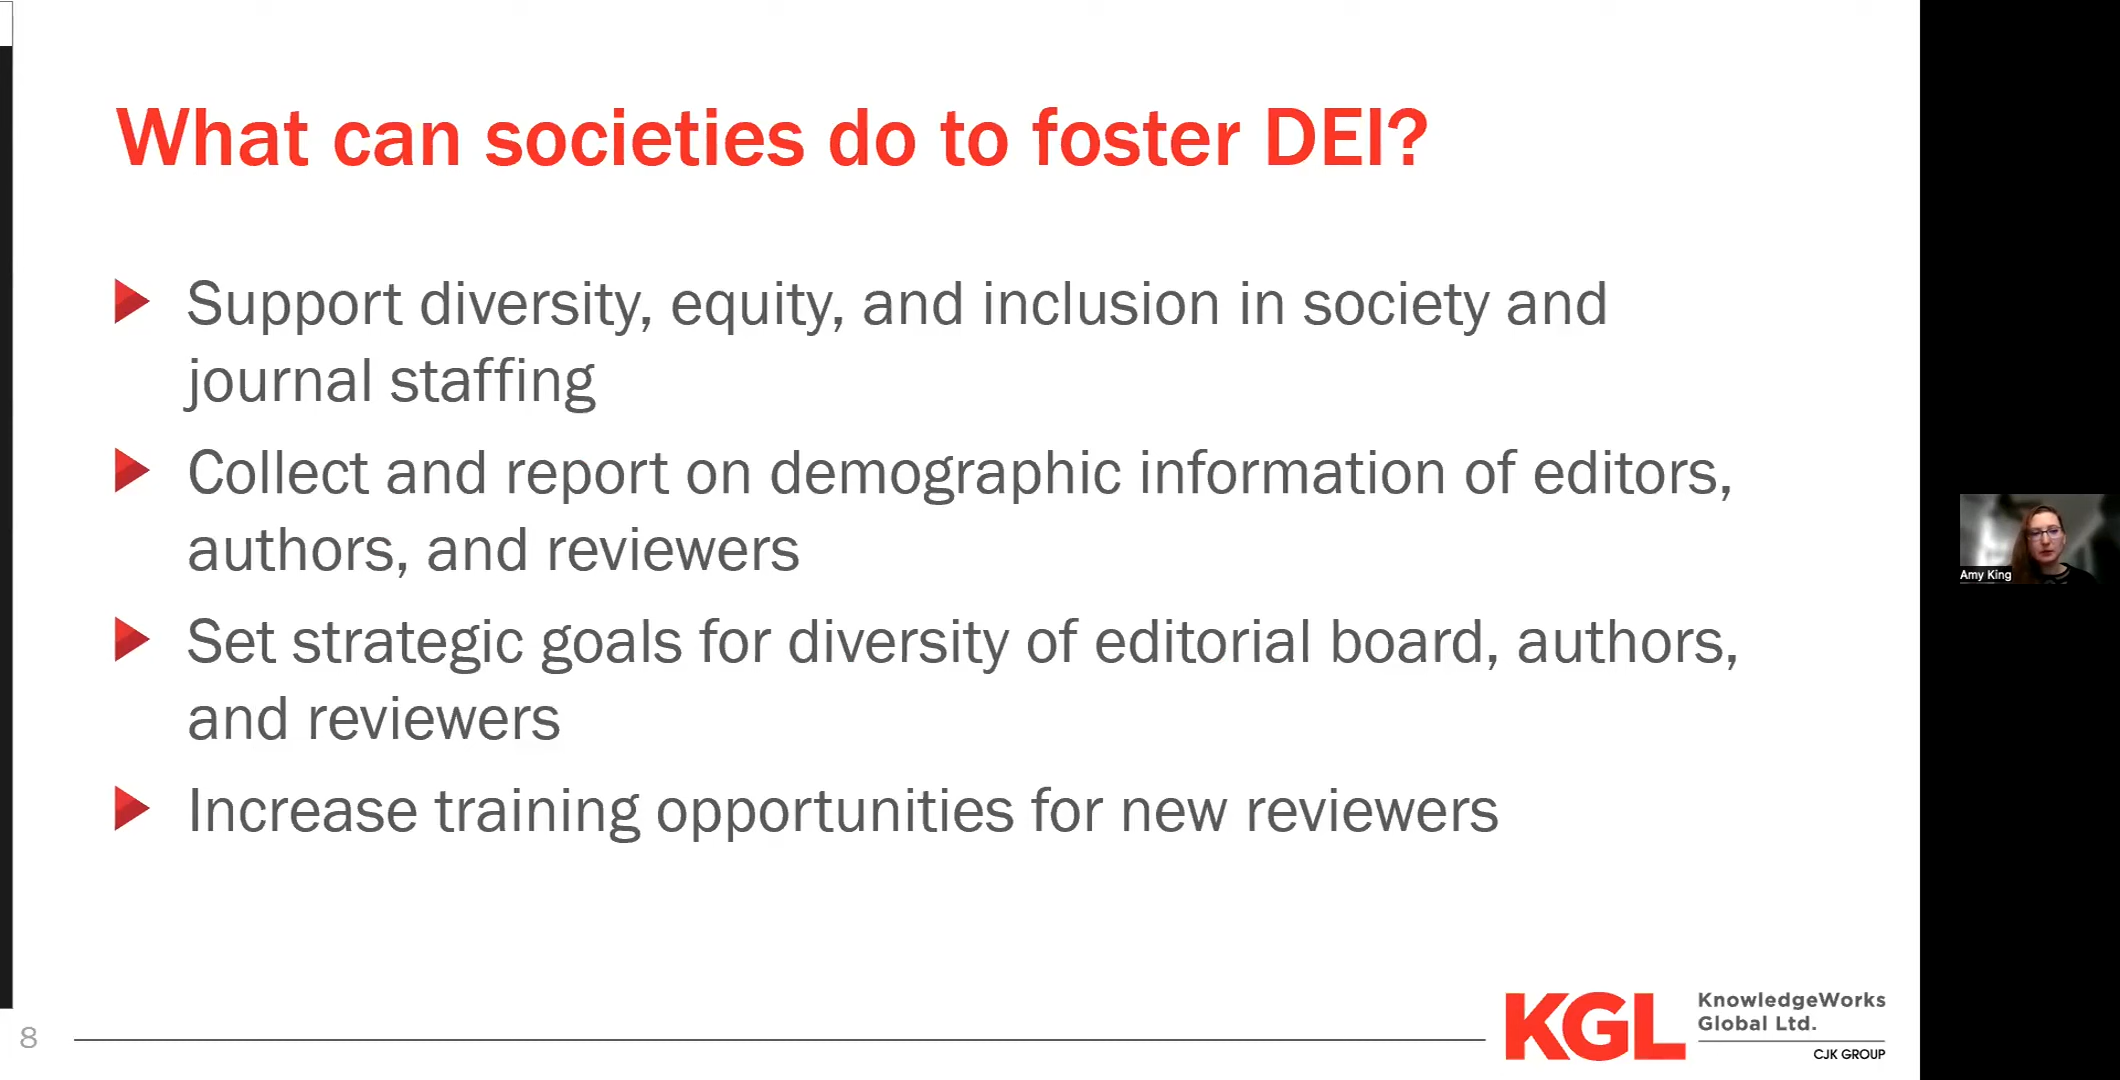 What can societies do to foster DEI?
Support diversity, equity, and inclusion in society and
journal staffing
Collect and report on demographic information of editors,
authors, and reviewers
Set strategic goals for diversity of editorial board, authors,
and reviewers
Increase training opportunities for new reviewers
Amy King
8
KGL
KnowledgeWorks
Global Ltd.
CJK GROUP